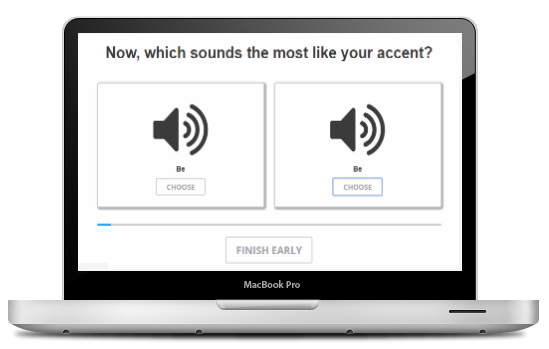 Now, which sounds the most like your accent?
Be
CHOOSE
Be
CHOOSE
FINISH EARLY
MacBook Pro